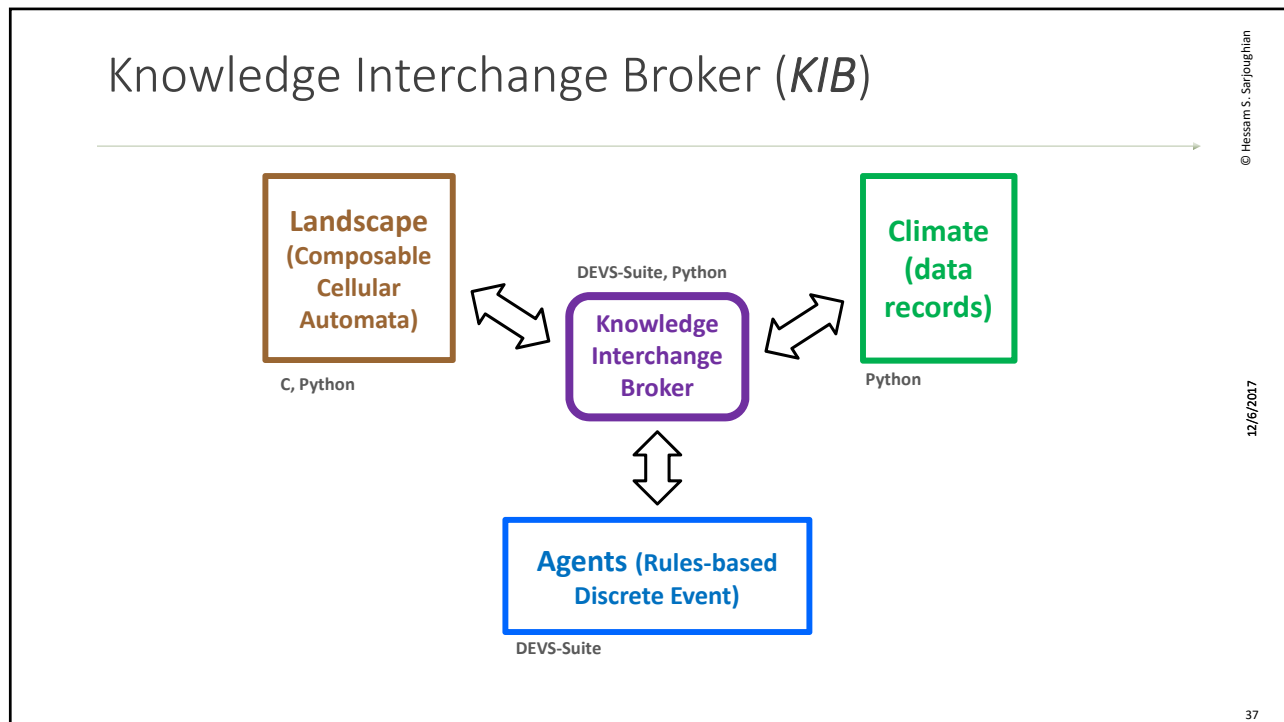 Knowledge Interchange Broker (KIB)
© Hessam S. Sarjoughian
Landscape
(Composable
Cellular
Automata)
C, Python
DEVS-Suite, Python
Knowledge
Interchange
Broker
Climate
(data
records)
Python
12/6/2017
Agents (Rules-based
Discrete Event)
DEVS-Suite
37